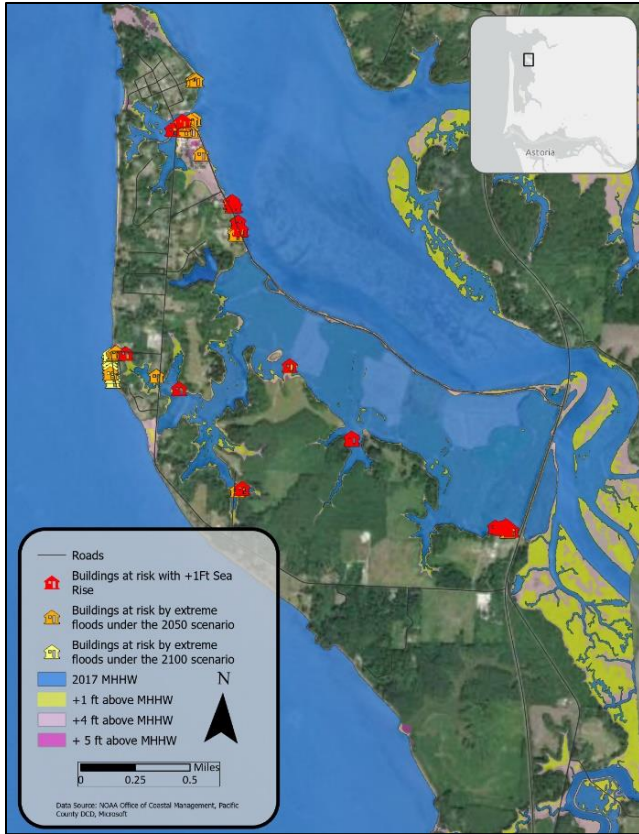 Astoria
Roads
Buildings at risk with +1Ft Sea
Rise
Buildings at risk by extreme
floods under the 2050 scenario
Buildings at risk by extreme
floods under the 2100 scenario
2017 MHHW
N
+1 ft above MHHW
+4 ft above MHHW
+ 5 ft above MHHW
Miles
0 0.25 0.5
Data Source: NOAA Office of Coastal Management, Pacific
County DCD, Microsoft